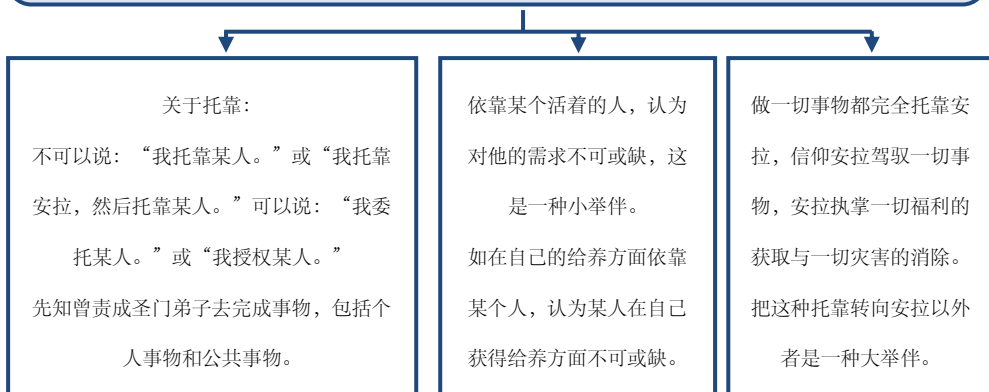 关于托靠：
不可以说：“我托靠某人。”或“我托靠
安拉，然后托靠某人。”可以说：“我委
托某人。”或“我授权某人。”
先知曾责成圣门弟子去完成事物，包括个
人事物和公共事物。
依靠某个活着的人，认为
对他的需求不可或缺，这
是一种小举伴。
如在自己的给养方面依靠
某个人，认为某人在自己
获得给养方面不可或缺。
做一切事物都完全托靠安
拉，信仰安拉驾驭一切事
物，安拉执掌一切福利的
获取与一切灾害的消除。
把这种托靠转向安拉以外
者是一种大举伴。